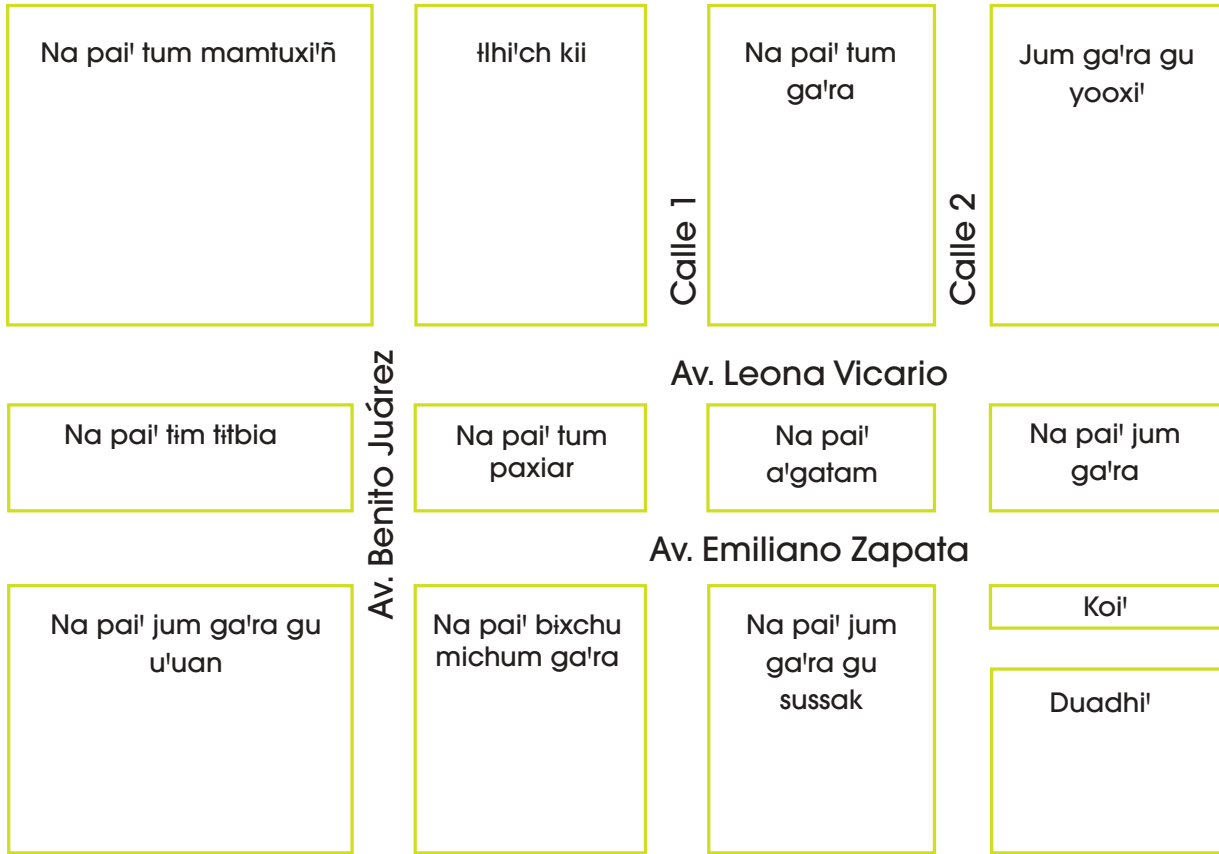 Na paiꞌ tum mamtuxiꞌñ
Ɨlhiꞌch kii
Na paiꞌ tum
gaꞌra
Jum gaꞌra gu
yooxiꞌ
Calle 1
Calle 2
Av. Leona Vicario
Av. Benito Juárez
Na paiꞌ tɨm tɨtbia
Na paiꞌ tum
paxiar
Na paiꞌ
aꞌgatam
Na paiꞌ jum
gaꞌra
Av. Emiliano Zapata
Na paiꞌ jum gaꞌra gu
uꞌuan
Na paiꞌ bɨxchu
michum gaꞌra
Na paiꞌ jum
gaꞌra gu
sussak
Koiꞌ
Duadhiꞌ